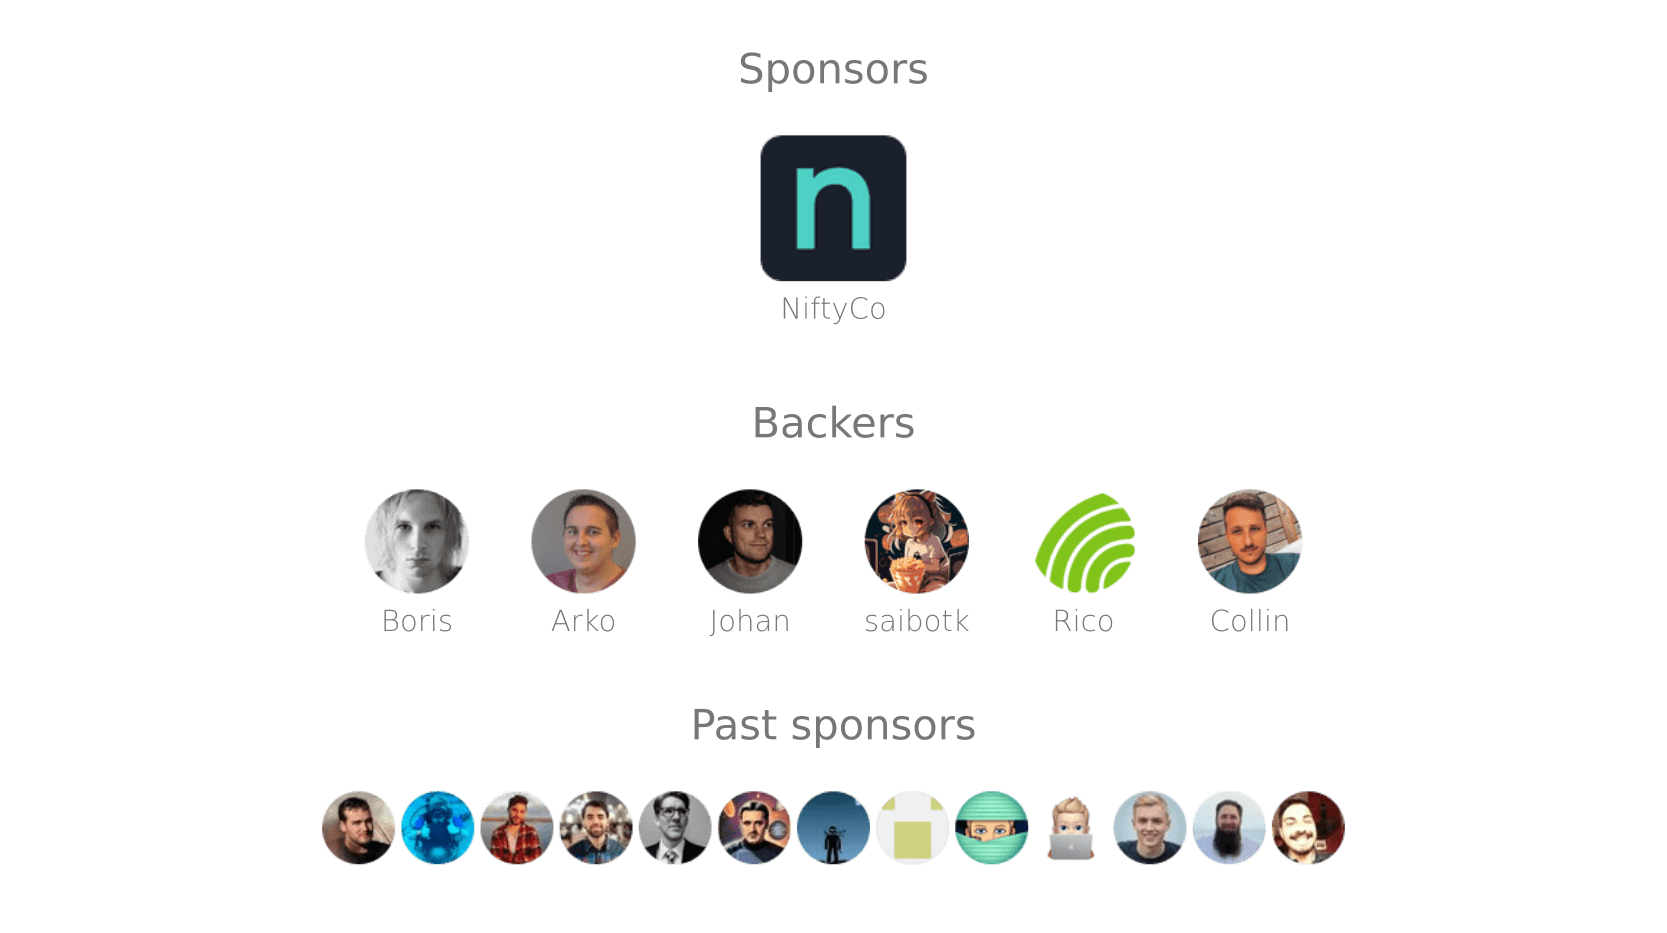 Sponsors
n
NiftyCo
Backers
Boris Arko Johan saibotk Rico Collin
Past sponsors